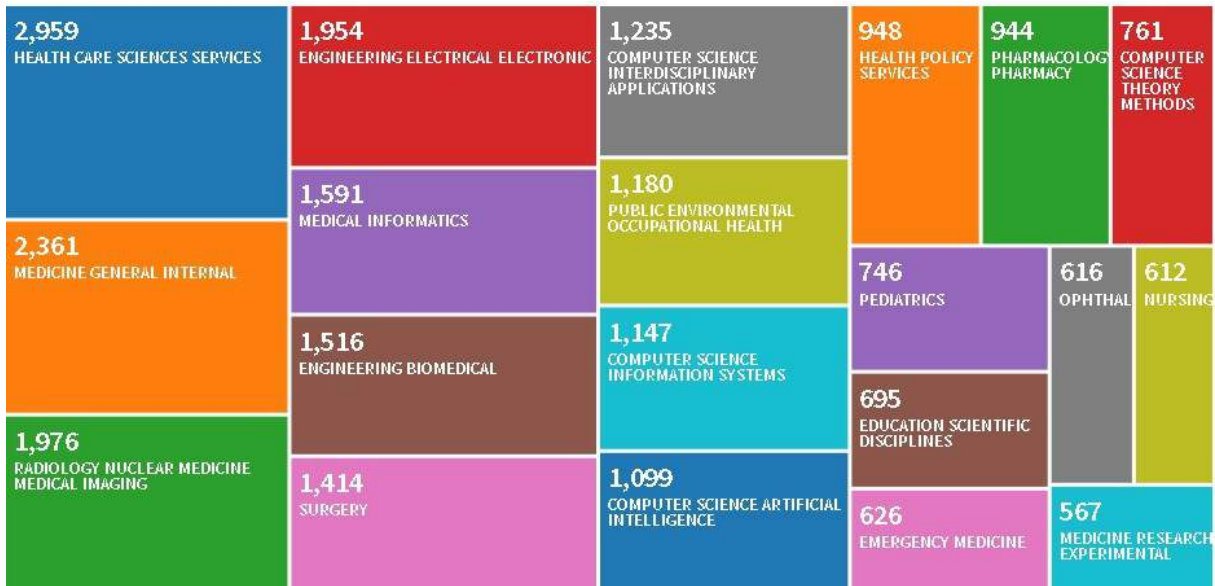 2,959
HEALTH CARE SCIENCES SERVICES
2,361
MEDICINE GENERAL INTERNAL
1,976
RADIOLOGY NUCLEAR MEDICINE
MEDICAL IMAGING
1,954
ENGINEERING ELECTRICAL ELECTRONIC
1,591
MEDICAL INFORMATICS
1,516
ENGINEERING BIOMEDICAL
1,414
SURGERY
1,235
COMPUTER SCIENCE
INTERDISCIPLINARY
APPLICATIONS
1,180
PUBLIC ENVIRONMENTAL
OCCUPATIONAL HEALTH
1,147
COMPUTER SCIENCE
INFORMATION SYSTEMS
1,099
COMPUTER SCIENCE ARTIFICIAL
INTELLIGENCE
948
HEALTH POLICY
SERVICES
944
PHARMACOLOG
PHARMACY
761
COMPUTER
SCIENCE
THEORY
METHODS
746
PEDIATRICS
695
EDUCATION SCIENTIFIC
DISCIPLINES
626
EMERGENCY MEDICINE
616
OPHTHAL
612
NURSING
567
MEDICINE RESEARCH
EXPERIMENTAL